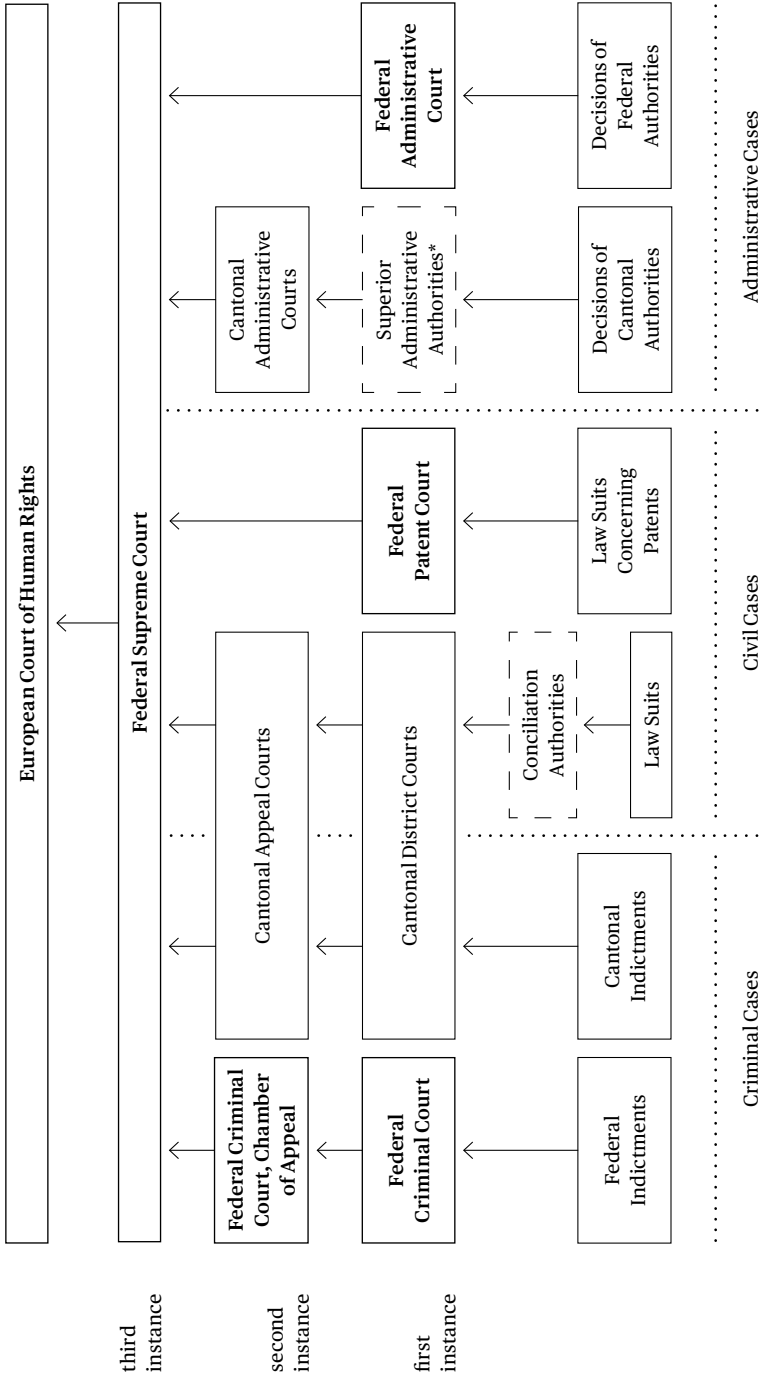 European Court of Human Rights
third
instance
Federal Supreme Court
second
instance
Federal Criminal
Court, Chamber
of Appeal
Cantonal Appeal Courts
Cantonal
Administrative
Courts
first
instance
Federal
Criminal Court
Cantonal District Courts
Federal
Patent Court
Superior
Administrative
Authorities*
Federal
Administrative
Court
Conciliation
Authorities
Federal
Indictments
Cantonal
Indictments
Law Suits
Law Suits
Concerning
Patents
Decisions of
Cantonal
Authorities
Decisions of
Federal
Authorities
Criminal Cases
Civil Cases
Administrative Cases